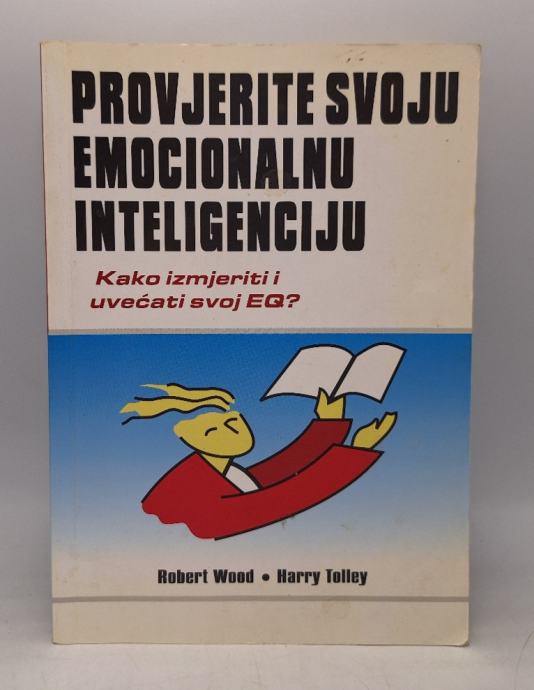 PROVJERITE SVOJU
EMOCIONALNU
INTELIGENCIJU
Kako izmjeriti i
uvećati svoj EQ?
Robert Wood • Harry Tolley